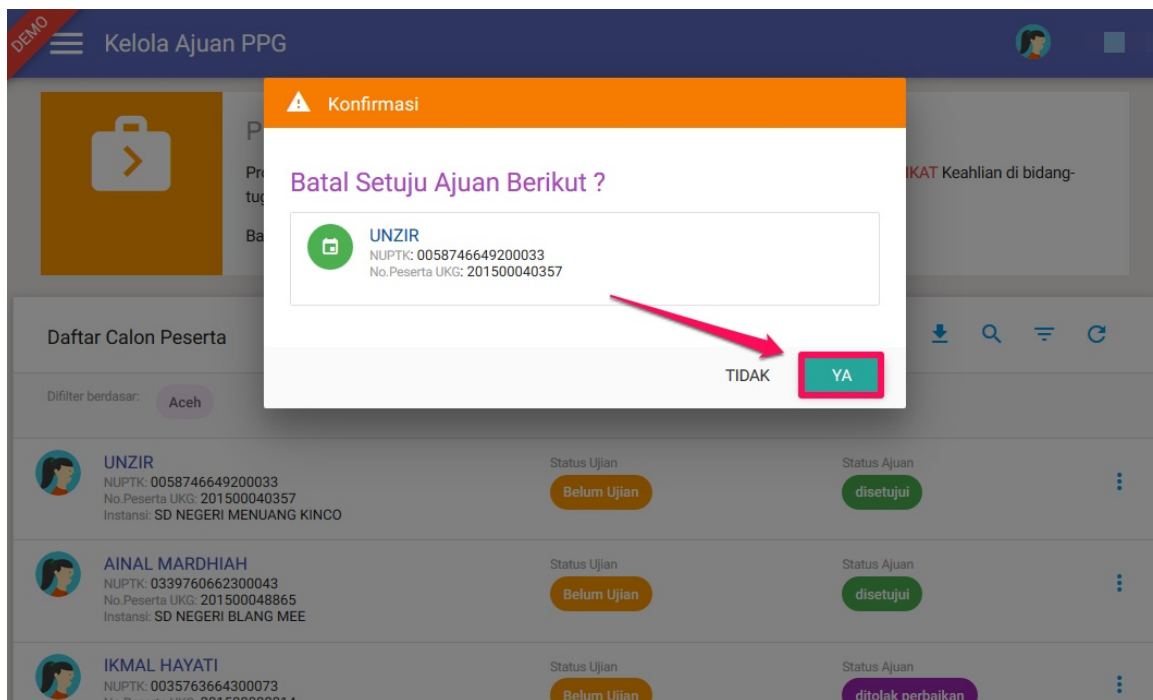 DEMO
Kelola Ajuan PPG
Konfirmasi
P
Pro
IKAT Keahlian di bidang-
tug
Ba
Batal Setuju Ajuan Berikut ?
UNZIR
NUPTK: 0058746649200033
No.Peserta UKG: 201500040357
TIDAK
YA
Daftar Calon Peserta
Difilter berdasar:
Aceh
UNZIR
NUPTK: 0058746649200033
No.Peserta UKG: 201500040357
Instansi: SD NEGERI MENUANG KINCO
Status Ujian
Belum Ujian
Status Ajuan
disetujui
AINAL MARDHIAH
NUPTK: 0339760662300043
No.Peserta UKG: 201500048865
Instansi: SD NEGERI BLANG MEE
Status Ujian
Belum Ujian
Status Ajuan
disetujui
IKMAL HAYATI
NUPTK: 0035763664300073
Status Ujian
Belum Ujian
Status Ajuan
ditolak perbaikan